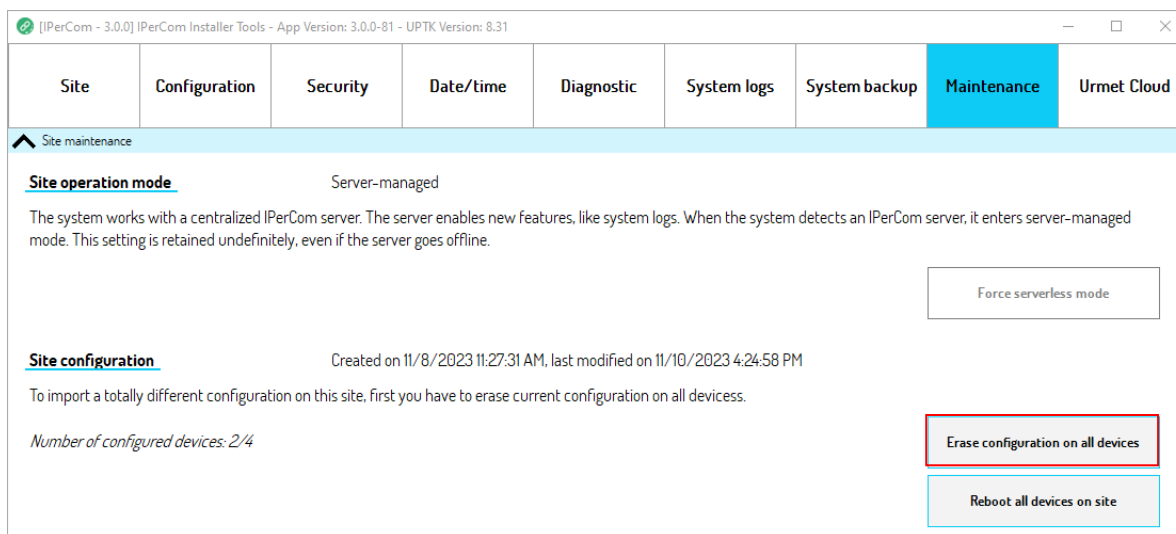 [IPerCom - 3.0.0] IPerCom Installer Tools - App Version: 3.0.0-81 - UPTK Version: 8.31
Site Configuration Security Date/time Diagnostic System logs System backup Maintenance Urmet Cloud
Site maintenance
Site operation mode Server-managed
The system works with a centralized IPerCom server. The server enables new features, like system logs. When the system detects an IPerCom server, it enters server-managed
mode. This setting is retained undefinitely, even if the server goes offline.
Force serverless mode
Site configuration Created on 11/8/2023 11:27:31 AM, last modified on 11/10/2023 4:24:58 PM
To import a totally different configuration on this site, first you have to erase current configuration on all devicess.
Number of configured devices: 2/4
Erase configuration on all devices
Reboot all devices on site